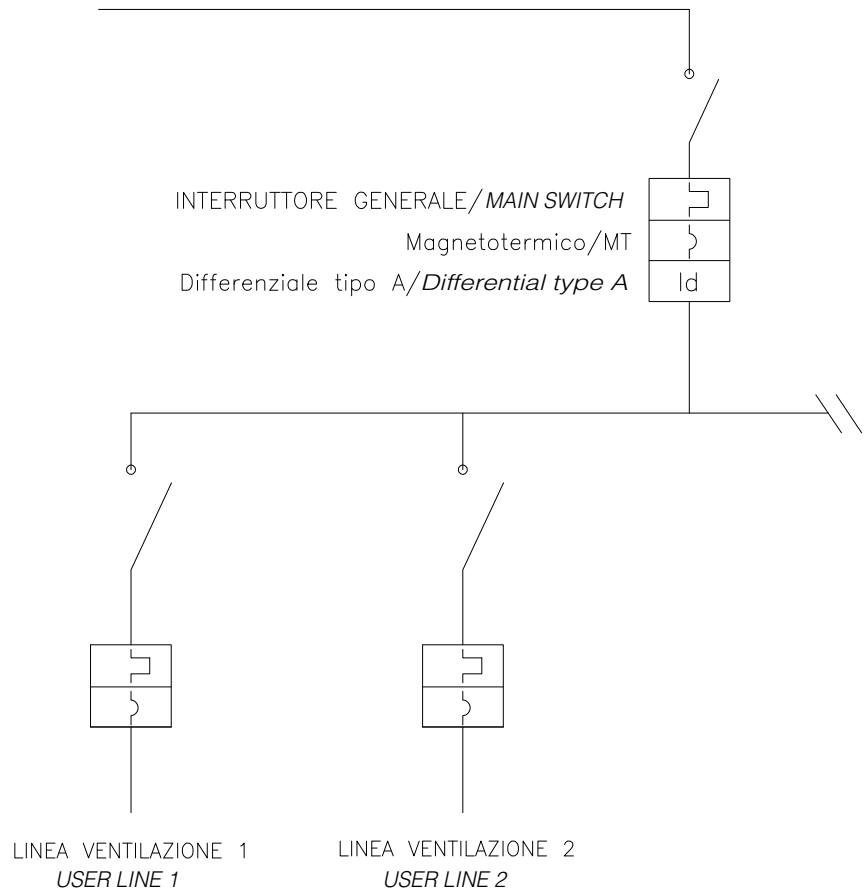 INTERRUTTORE GENERALE/MAIN SWITCH
Magnetotermico/MT
Differenziale tipo A/Differential type A
Id
LINEA VENTILAZIONE 1
USER LINE 1
LINEA VENTILAZIONE 2
USER LINE 2